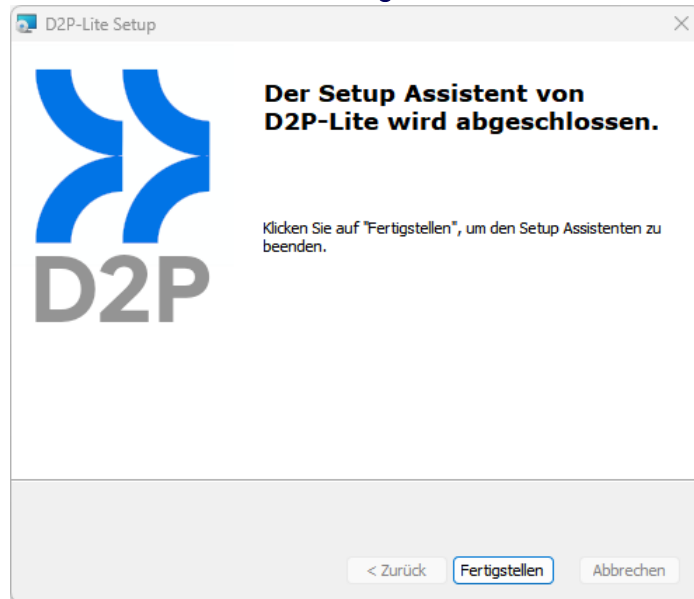 D2P-Lite Setup
Der Setup Assistent von
D2P-Lite wird abgeschlossen.
Klicken Sie auf "Fertigstellen", um den Setup Assistenten zu
beenden.
D2P
< Zurück Fertigstellen Abbrechen